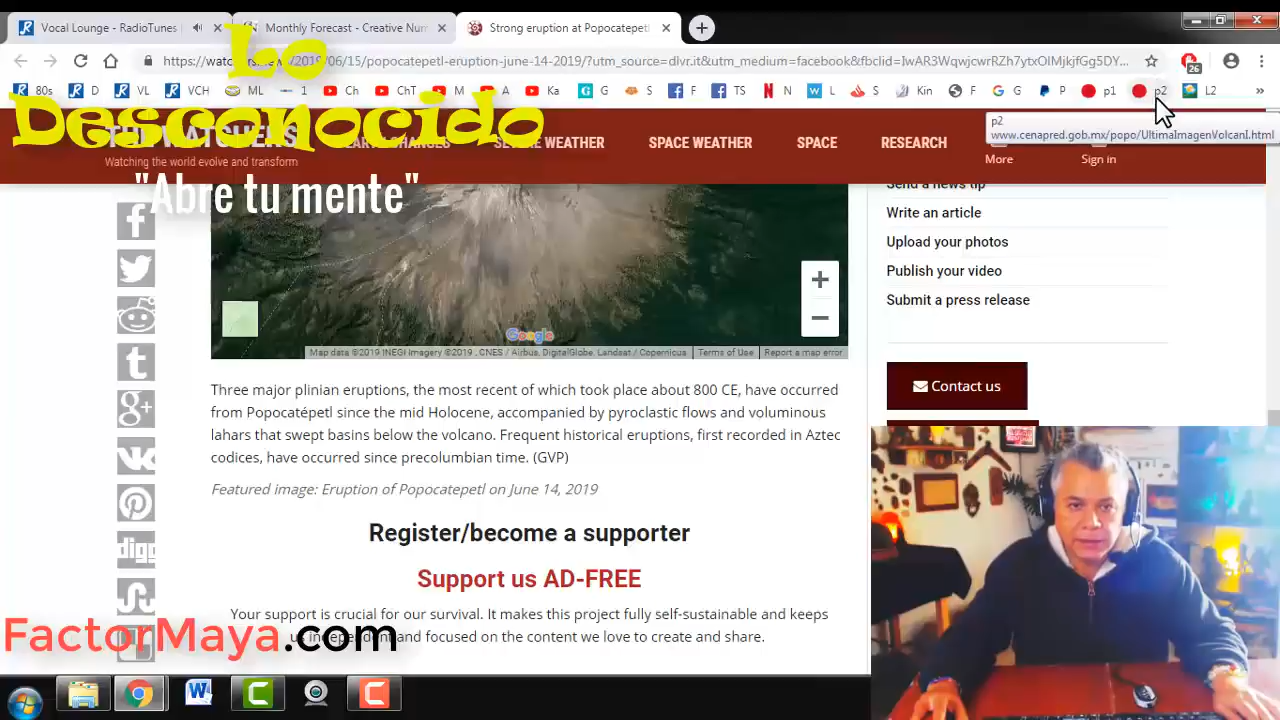 Vocal Lounge - RadioTunes
Monthly Forecast - Creative Num
Strong eruption at Popocatepetl
2019/06/15/popocatepetl-eruption-june-14-2019/?utm_source=dlvr.it&utm_medium=facebook&fbclid=
26
80s
D
VL
VCH
ML
1
Ch
ChT
M
A
Ka
G
S
F
F
TS
N
L
S
A
Kin
F
G
P
p1
p2
L2
»
p2
www.cenapred.gob.mx/popo/UltimaImagenVolcanI.html
Lo
Desconocido
"Abre tu mente"
Watching the world evolve and transform
SPACE WEATHER
SPACE
RESEARCH
More
Sign in
Send a news tip
Write an article
Upload your photos
Publish your video
Submit a press release
Contact us
Google
Map data ©2019 INEGI Imagery ©2019 , CNES / Airbus, DigitalGlobe, Landsat / Copernicus
Terms of Use
Report a map error
Three major plinian eruptions, the most recent of which took place about 800 CE, have occurred
from Popocatépetl since the mid Holocene, accompanied by pyroclastic flows and voluminous
lahars that swept basins below the volcano. Frequent historical eruptions, first recorded in Aztec
codices, have occurred since precolumbian time. (GVP)
Featured image: Eruption of Popocatepetl on June 14, 2019
Register/become a supporter
Support us AD-FREE
Your support is crucial for our survival. It makes this project fully self-sustainable and keeps
us independent and focused on the content we love to create and share.
digg
FactorMaya.com